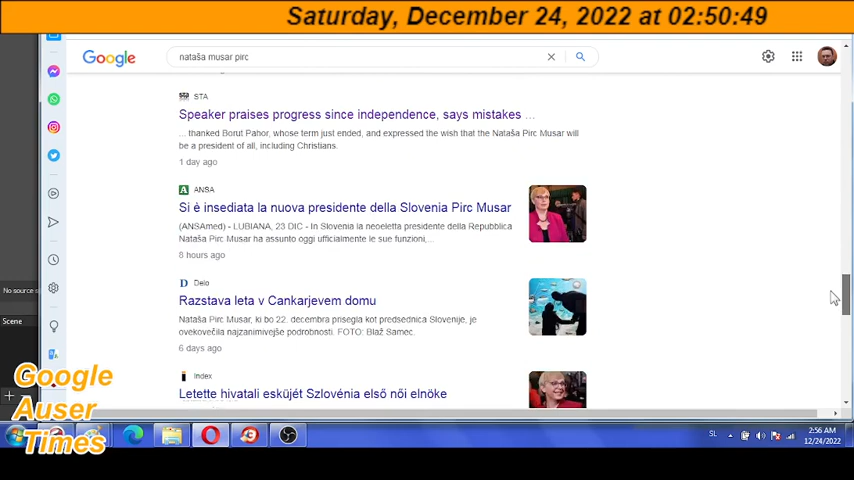 Saturday, December 24, 2022 at 02:50:49
Google
nataša musar pirc
STA
Speaker praises progress since independence, says mistakes ...
... thanked Borut Pahor, whose term just ended, and expressed the wish that the Nataša Pirc Musar will
be a president of all, including Christians.
1 day ago
ANSA
Si è insediata la nuova presidente della Slovenia Pirc Musar
(ANSAmed) - LUBIANA, 23 DIC - In Slovenia la neoeletta presidente della Repubblica
Nataša Pirc Musar ha assunto oggi ufficialmente le sue funzioni,...
8 hours ago
No source s
Delo
Razstava leta v Cankarjevem domu
Scene
Nataša Pirc Musar, ki bo 22. decembra prisegla kot predsednica Slovenije, je
ovekovečila najzanimivejše podrobnosti. FOTO: Blaž Samec.
6 days ago
Index
Letette hivatali esküjét Szlovénia első női elnöke
Google
Auser
Times
SL
2:56 AM
12/24/2022